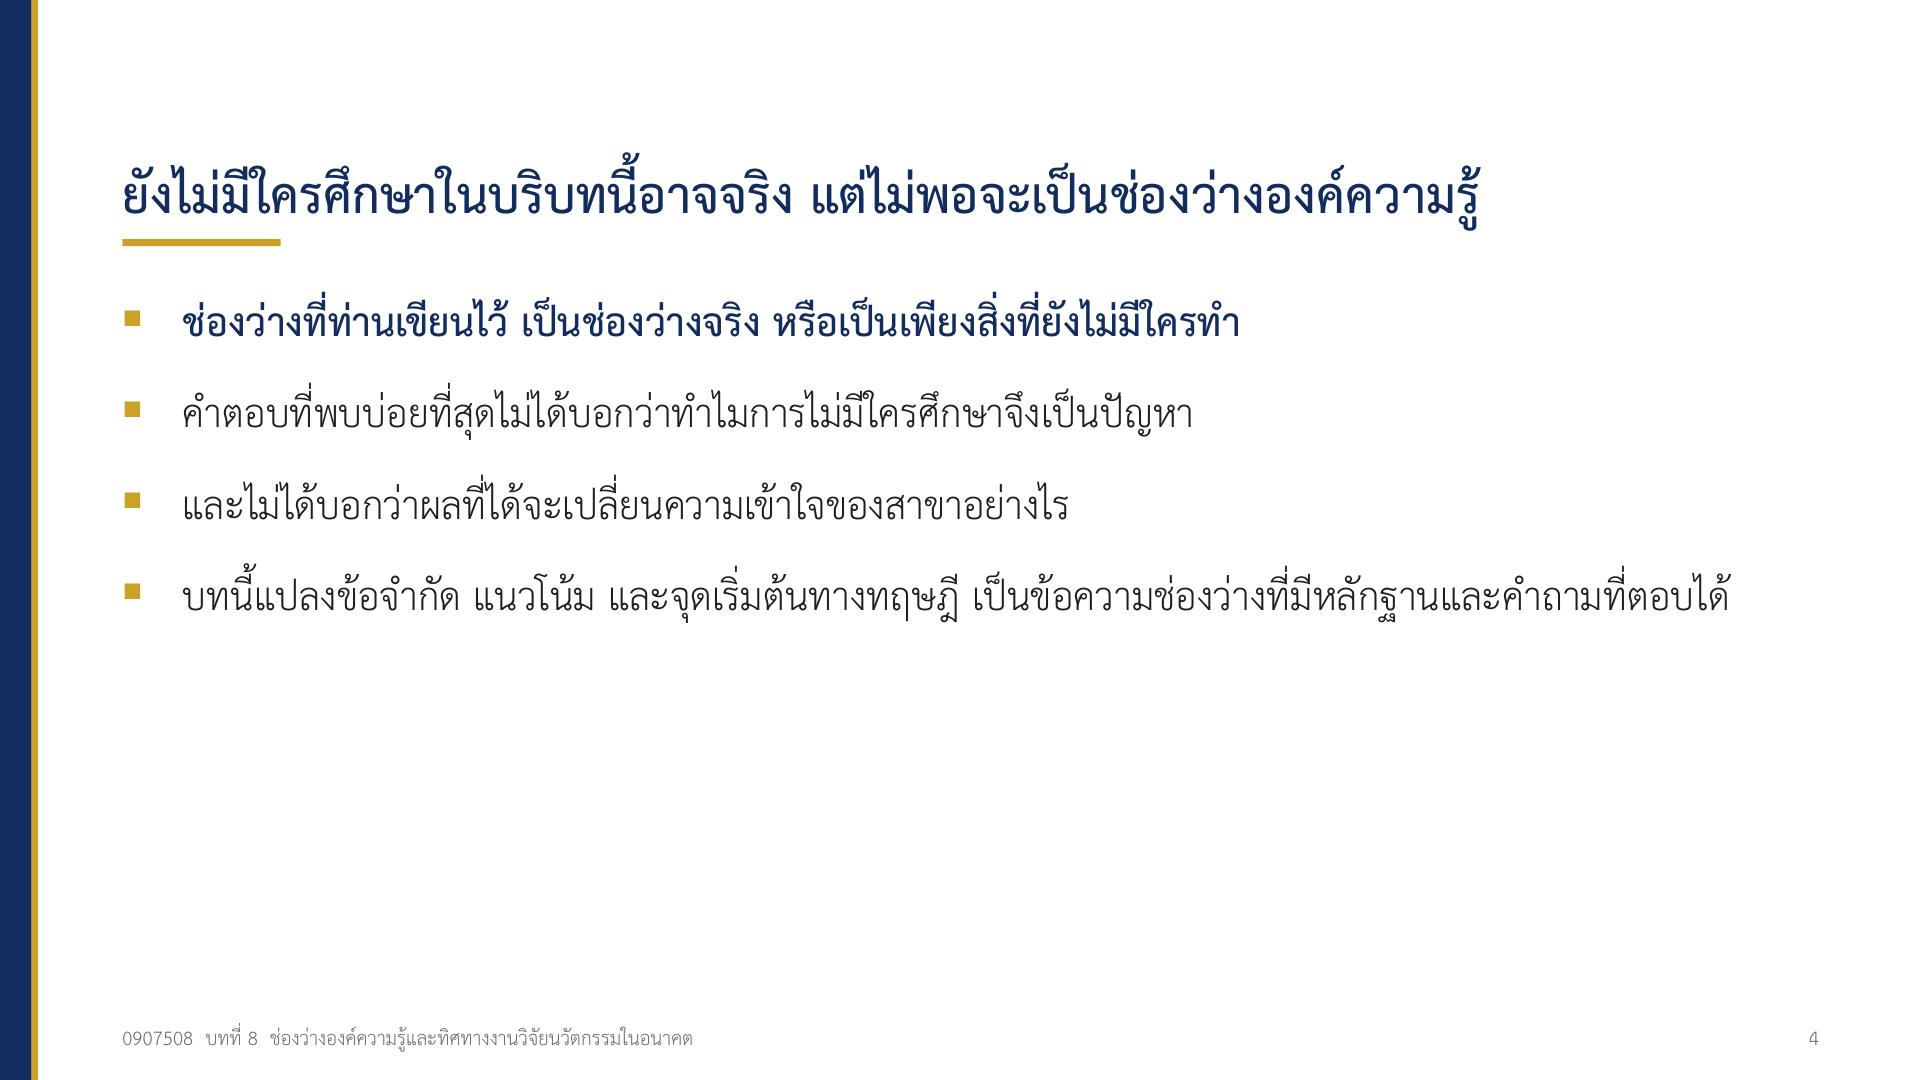 ยังไม่มีใครศึกษาในบริบทนี้อาจจริง แต่ไม่พอจะเป็นช่องว่างองค์ความรู้
ช่องว่างที่ท่านเขียนไว้ เป็นช่องว่างจริง หรือเป็นเพียงสิ่งที่ยังไม่มีใครทำ
คำตอบที่พบบ่อยที่สุดไม่ได้บอกว่าทำไมการไม่มีใครศึกษาจึงเป็นปัญหา
และไม่ได้บอกว่าผลที่ได้จะเปลี่ยนความเข้าใจของสาขาอย่างไร
บทนี้แปลงข้อจำกัด แนวโน้ม และจุดเริ่มต้นทางทฤษฎี เป็นข้อความช่องว่างที่มีหลักฐานและคำถามที่ตอบได้
0907508 บทที่ 8 ช่องว่างองค์ความรู้และทิศทางงานวิจัยนวัตกรรมในอนาคต
4